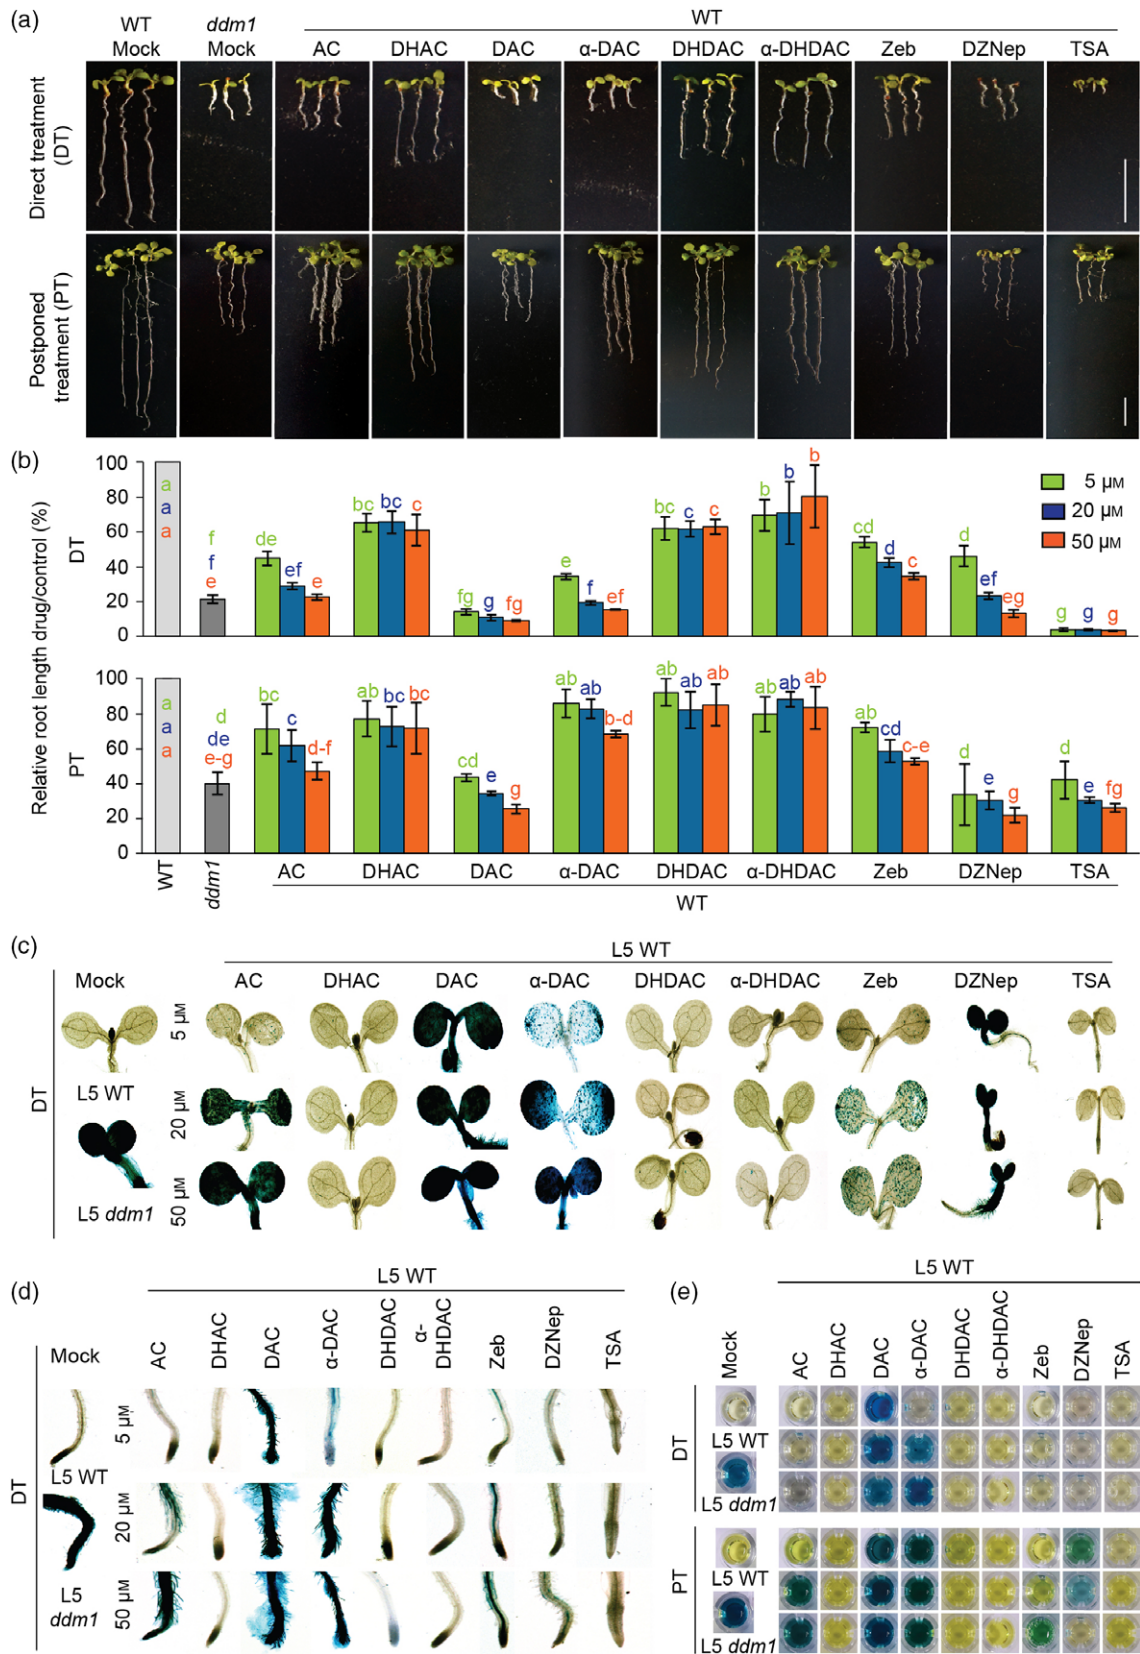 (a)
WT
Mock
ddm1
Mock
WT
AC DHAC DAC α-DAC DHDAC α-DHDAC Zeb DZNep TSA
Direct treatment
(DT)
Postponed
treatment (PT)
(b)
Relative root length drug/control (%)
DT
100
80
60
40
20
0
a
a
a
f
f
e
de ef e
bc bc c
fg g fg
e f ef
bc c c
b b b
cd d c
d ef eg
g g g
5 μM
20 μM
50 μM
PT
100
80
60
40
20
0
a
a
a
d
de
e-g
bc c d-f
ab bc bc
cd e g
ab ab b-d
ab ab ab
ab ab ab
ab cd c-e
d e g
d e fg
WT ddm1 AC DHAC DAC α-DAC DHDAC α-DHDAC Zeb DZNep TSA
WT
(c)
L5 WT
Mock AC DHAC DAC α-DAC DHDAC α-DHDAC Zeb DZNep TSA
DT
5 μM
L5 WT
20 μM
50 μM
L5 ddm1
(d)
L5 WT
Mock AC DHAC DAC α-DAC DHDAC α-DHDAC Zeb DZNep TSA
DT
5 μM
L5 WT
20 μM
L5
ddm1
50 μM
(e)
L5 WT
Mock AC DHAC DAC α-DAC DHDAC α-DHDAC Zeb DZNep TSA
DT
L5 WT
L5 ddm1
PT
L5 WT
L5 ddm1